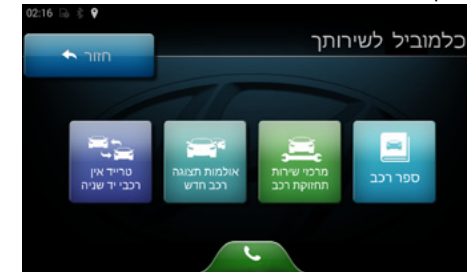 02:16
כלמוביל לשירותך
חזור
ספר רכב
מרכזי שירות
תחזוקת רכב
אולמות תצוגה
רכב חדש
טרייד אין
רכבי יד שניה